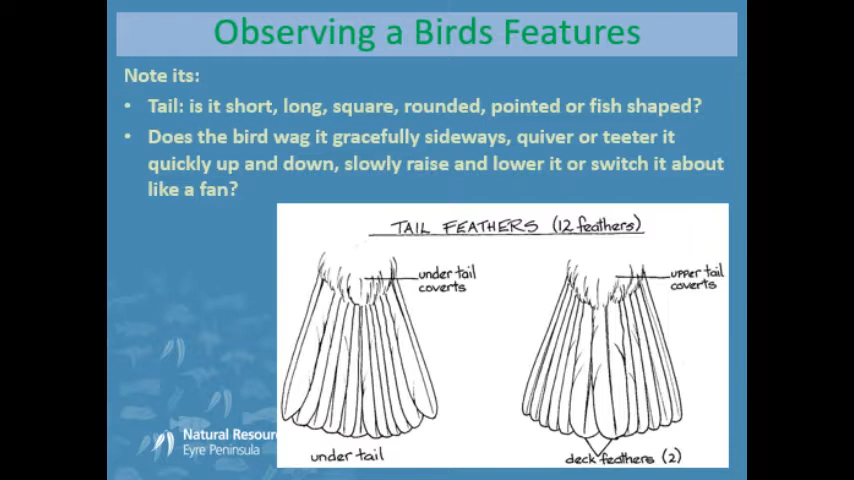 Observing a Birds Features
Note its:
• Tail: is it short, long, square, rounded, pointed or fish shaped?
• Does the bird wag it gracefully sideways, quiver or teeter it
quickly up and down, slowly raise and lower it or switch it about
like a fan?
TAIL FEATHERS (12 feathers)
under tail
coverts
upper tail
coverts
under tail
deck feathers (2)
Natural Resourc
Eyre Peninsula